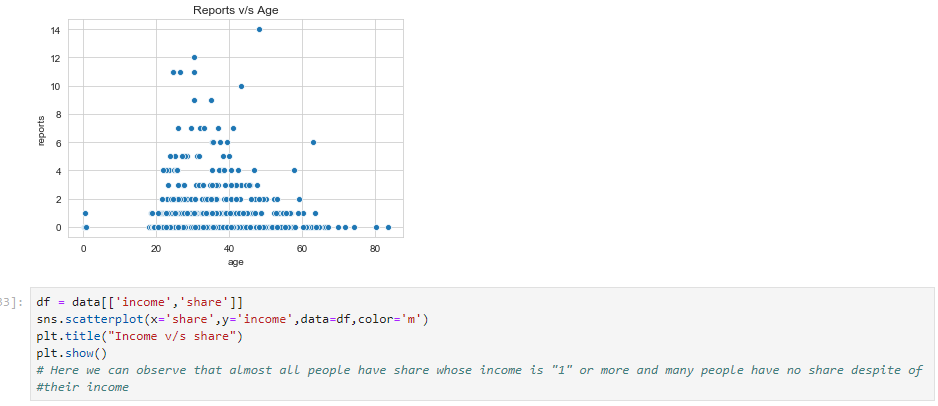 Reports v/s Age
14
12
10
8
6
4
2
0
reports
0 20 40 60 80
age
33]: df = data[['income','share']]
sns.scatterplot(x='share',y='income',data=df,color='m')
plt.title("Income v/s share")
plt.show()
# Here we can observe that almost all people have share whose income is "1" or more and many people have no share despite of
#their income